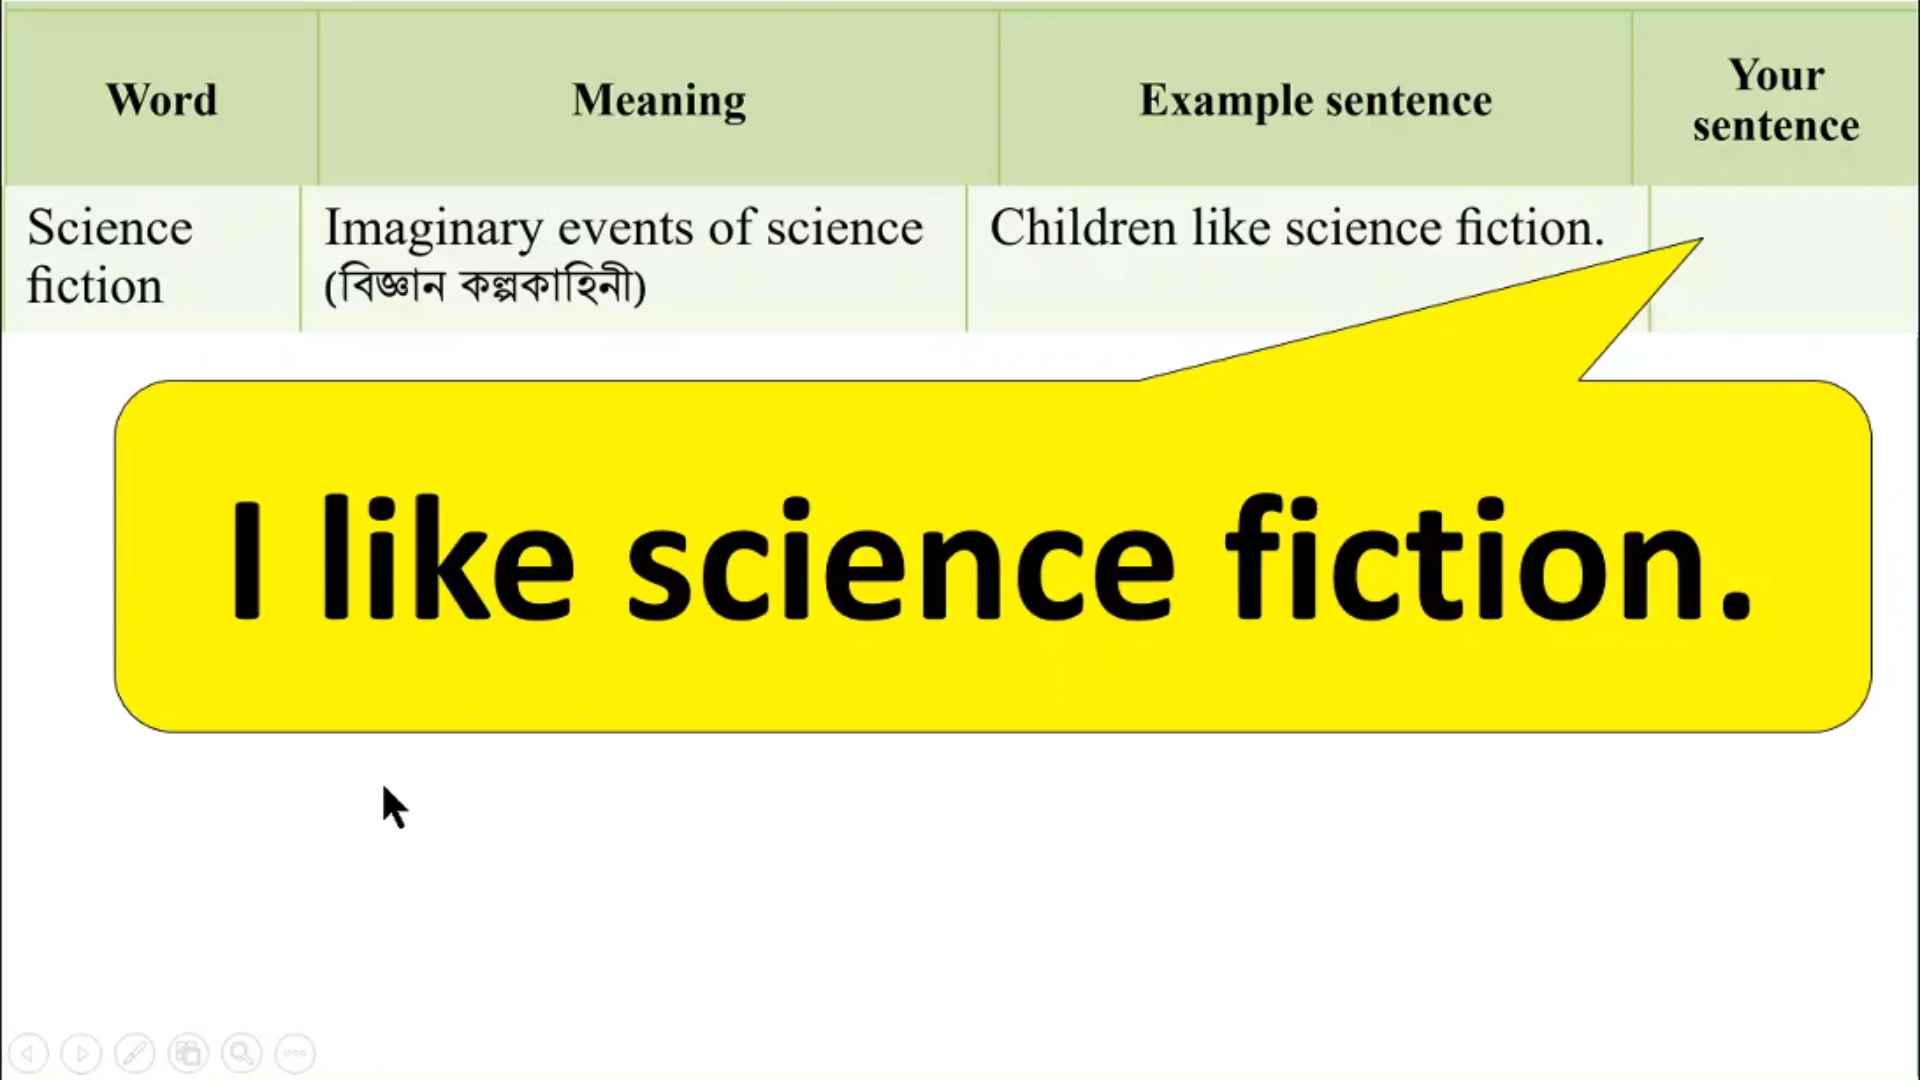 Word
Meaning
Example sentence
Your
sentence
Science
fiction
Imaginary events of science
(বিজ্ঞান কল্পকাহিনী)
Children like science fiction.
I like science fiction.